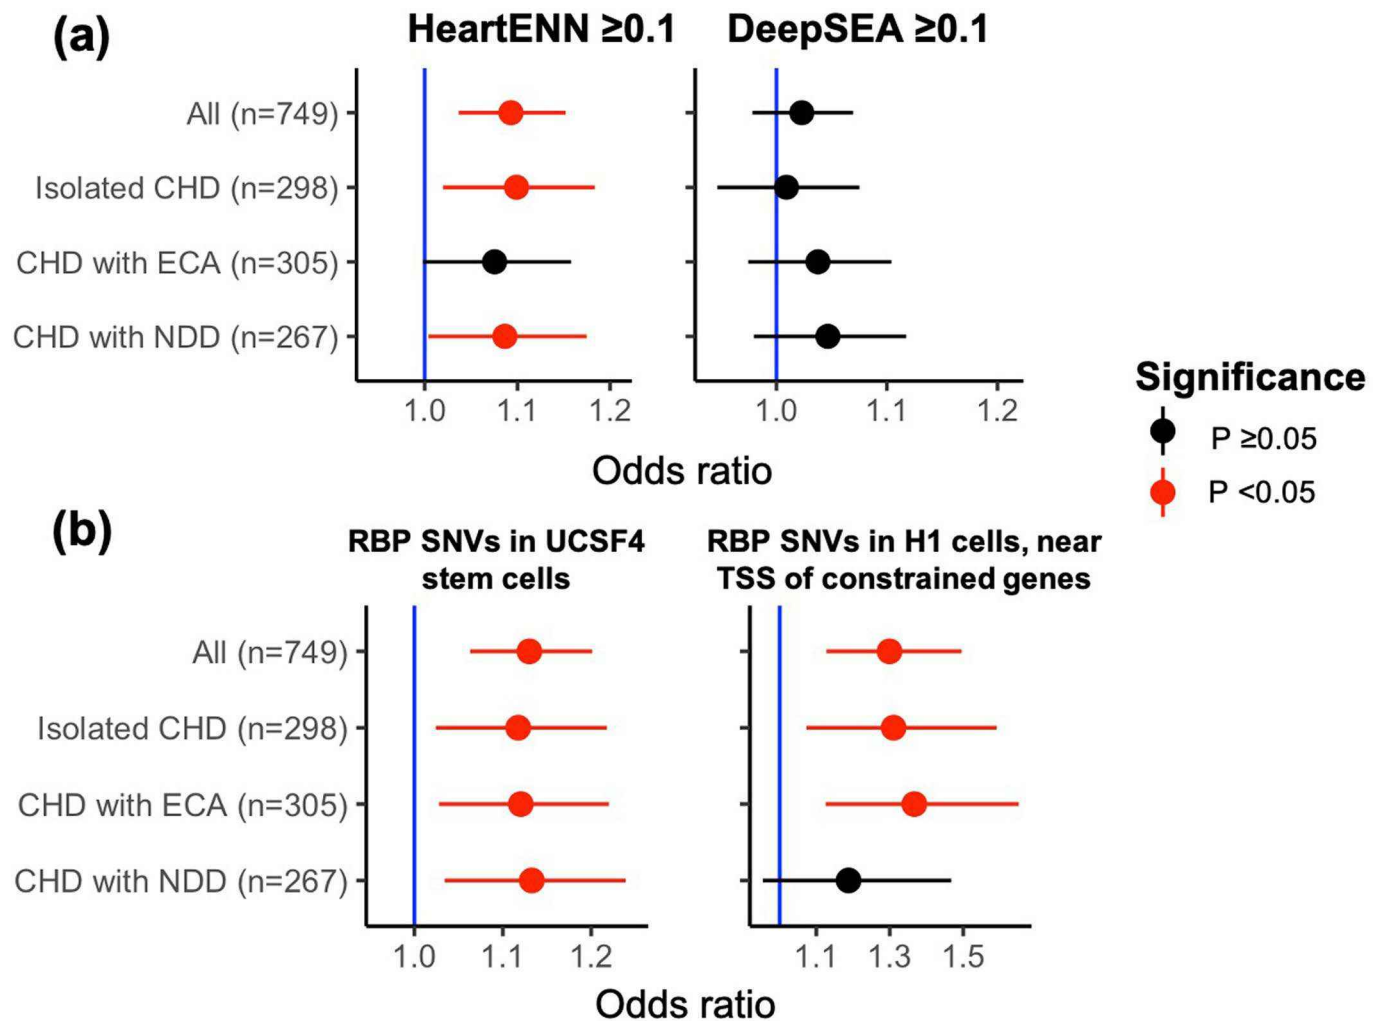 (a)
HeartENN ≥0.1
DeepSEA ≥0.1
All (n=749)
Isolated CHD (n=298)
CHD with ECA (n=305)
CHD with NDD (n=267)
1.0 1.1 1.2
1.0 1.1 1.2
Odds ratio
Significance
P ≥0.05
P <0.05
(b)
RBP SNVs in UCSF4
stem cells
RBP SNVs in H1 cells, near
TSS of constrained genes
All (n=749)
Isolated CHD (n=298)
CHD with ECA (n=305)
CHD with NDD (n=267)
1.0 1.1 1.2
1.1 1.3 1.5
Odds ratio